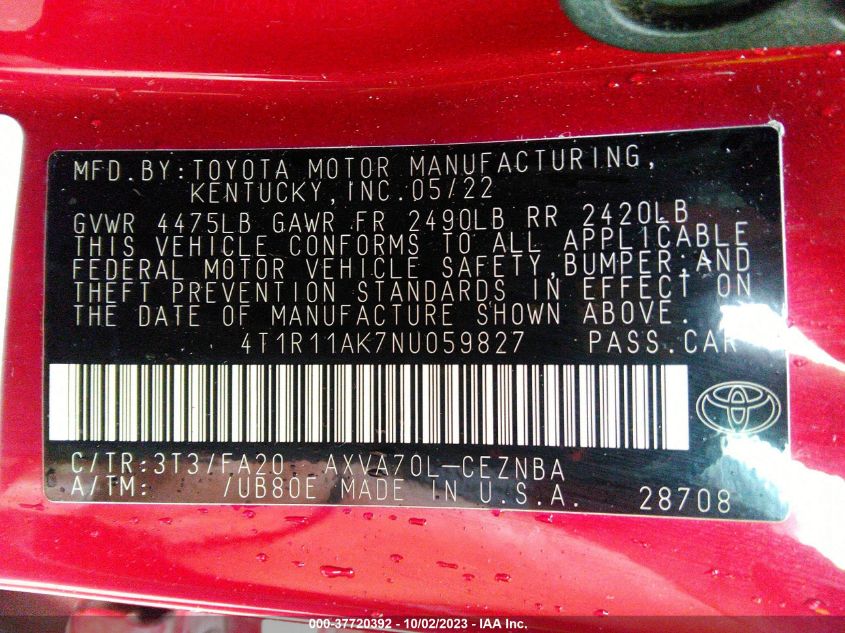 MFD.BY:TOYOTA MOTOR MANUFACTURING,
KENTUCKY,INC.05/22
GVWR 4475LB GAWR FR 2490LB RR 2420LB
THIS VEHICLE CONFORMS TO ALL APPLICABLE
FEDERAL MOTOR VEHICLE SAFETY,BUMPER,AND
THEFT PREVENTION STANDARDS IN EFFECT ON
THE DATE OF MANUFACTURE SHOWN ABOVE.
4T1R11AK7NU059827 PASS.CAR
C/TR:3T3/FA20 AXVA70L-CEZNBA
A/TM: /UB80E MADE IN U.S.A. 28708
000-37720392 - 10/02/2023 - IAA Inc.